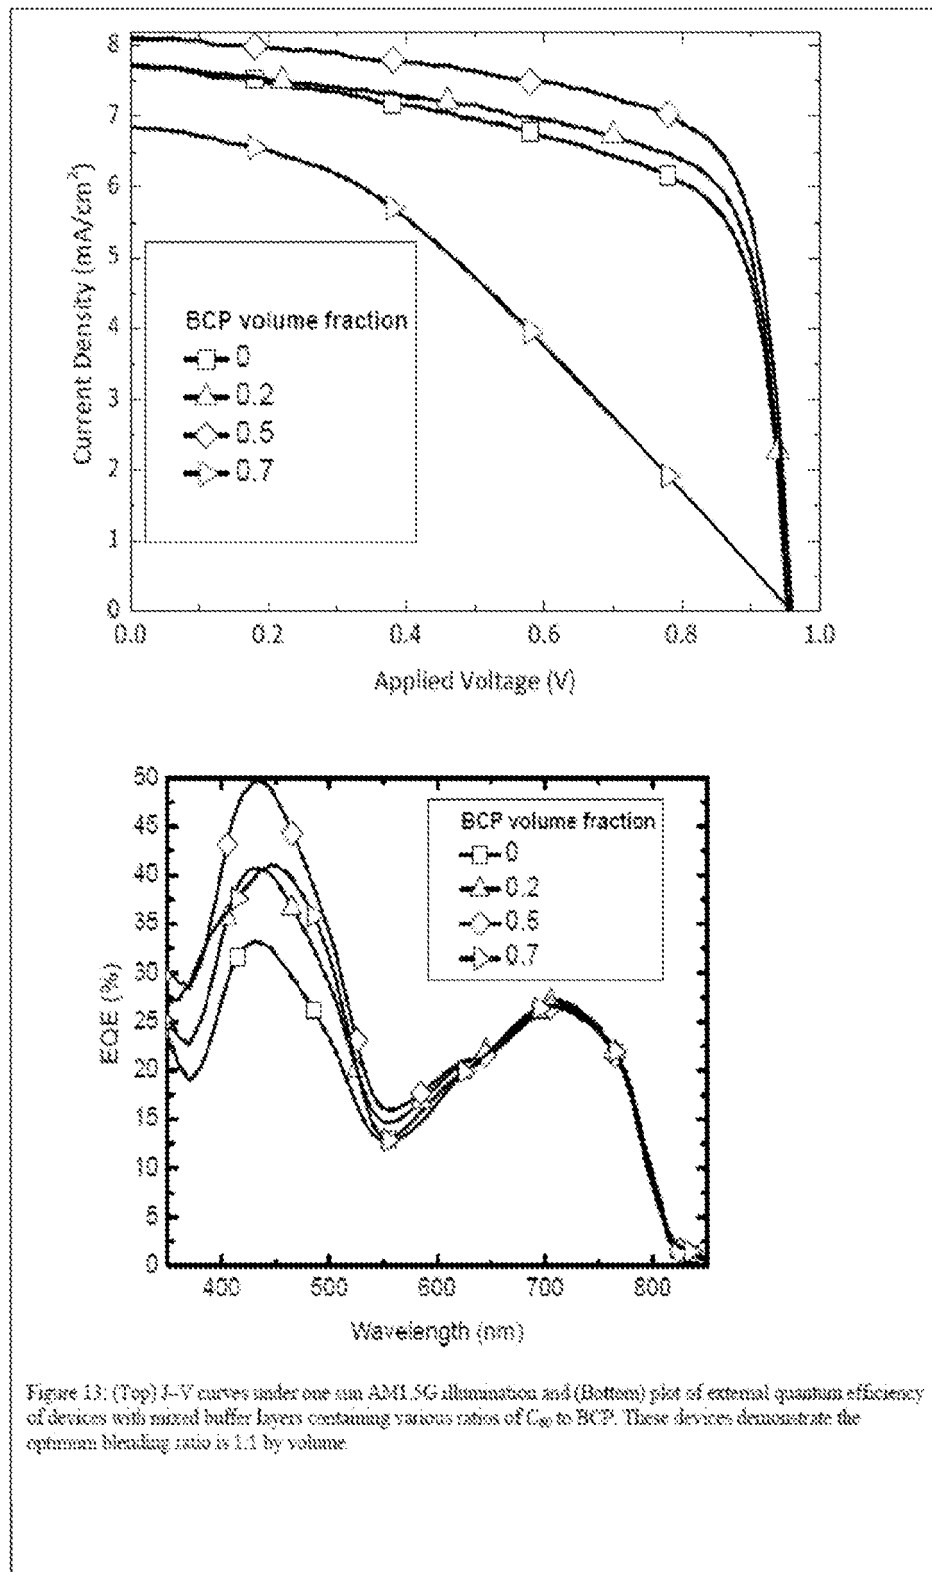 8
7
6
5
4
3
2
1
0
Current Density (mA/cm²)
BCP volume fraction
0
0.2
0.5
0.7
0.0 0.2 0.4 0.6 0.8 1.0
Applied Voltage (V)
50
45
40
35
30
25
20
15
10
5
0
EQE (%)
BCP volume fraction
0
0.2
0.5
0.7
400 500 600 700 800
Wavelength (nm)
Figure 13: (Top) J–V curves under one sun AM1.5G illumination and (Bottom) plot of external quantum efficiency
of devices with mixed buffer layers containing various ratios of C₆₀ to BCP. These devices demonstrate the
optimum blending ratio is 1:1 by volume.